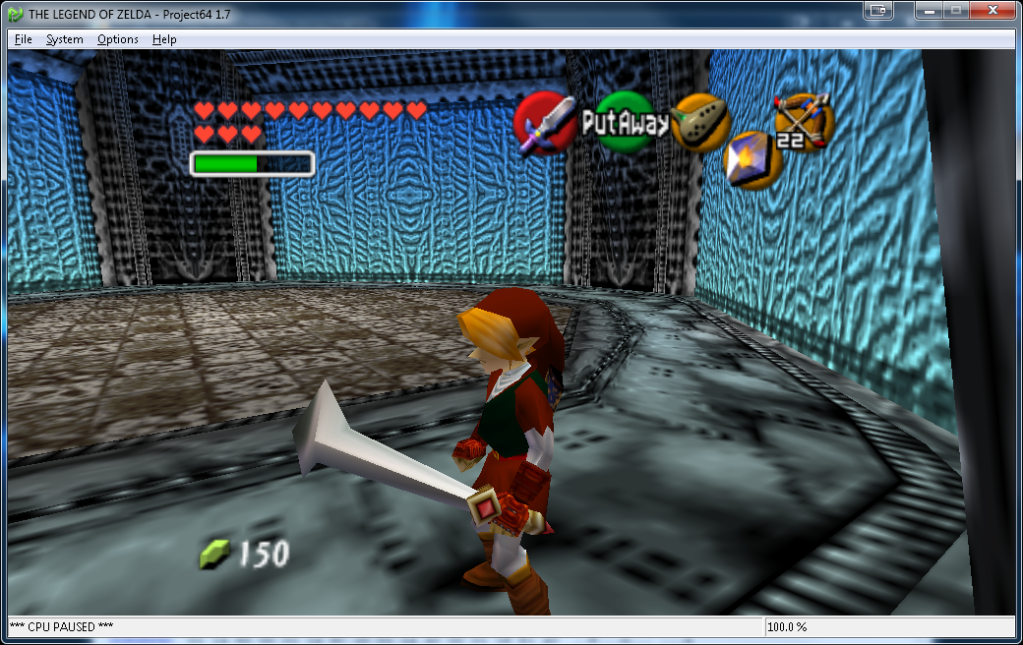 THE LEGEND OF ZELDA - Project64 1.7
File System Options Help
PutAway
22
150
*** CPU PAUSED *** 100.0 %